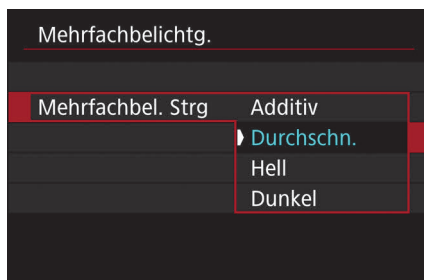 Mehrfachbelichtg.
Mehrfachbel. Strg Additiv
Durchschn.
Hell
Dunkel